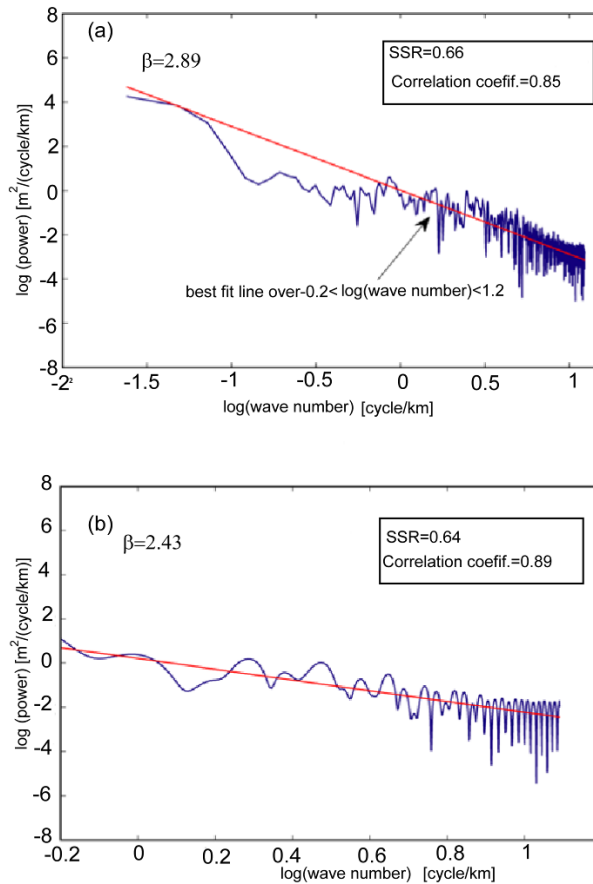 (a)
β=2.89
SSR=0.66
Correlation coefif.=0.85
8
6
4
2
0
-2
-4
-6
-8
log (power) [m²/(cycle/km)]
best fit line over-0.2<log(wave number)<1.2
-2² -1.5 -1 -0.5 0 0.5 1
log(wave number) [cycle/km]
(b)
β=2.43
SSR=0.64
Correlation coefif.=0.89
8
6
4
2
0
-2
-4
-6
-8
log (power) [m²/(cycle/km)]
-0.2 0 0.2 0.4 0.6 0.8 1
log(wave number) [cycle/km]